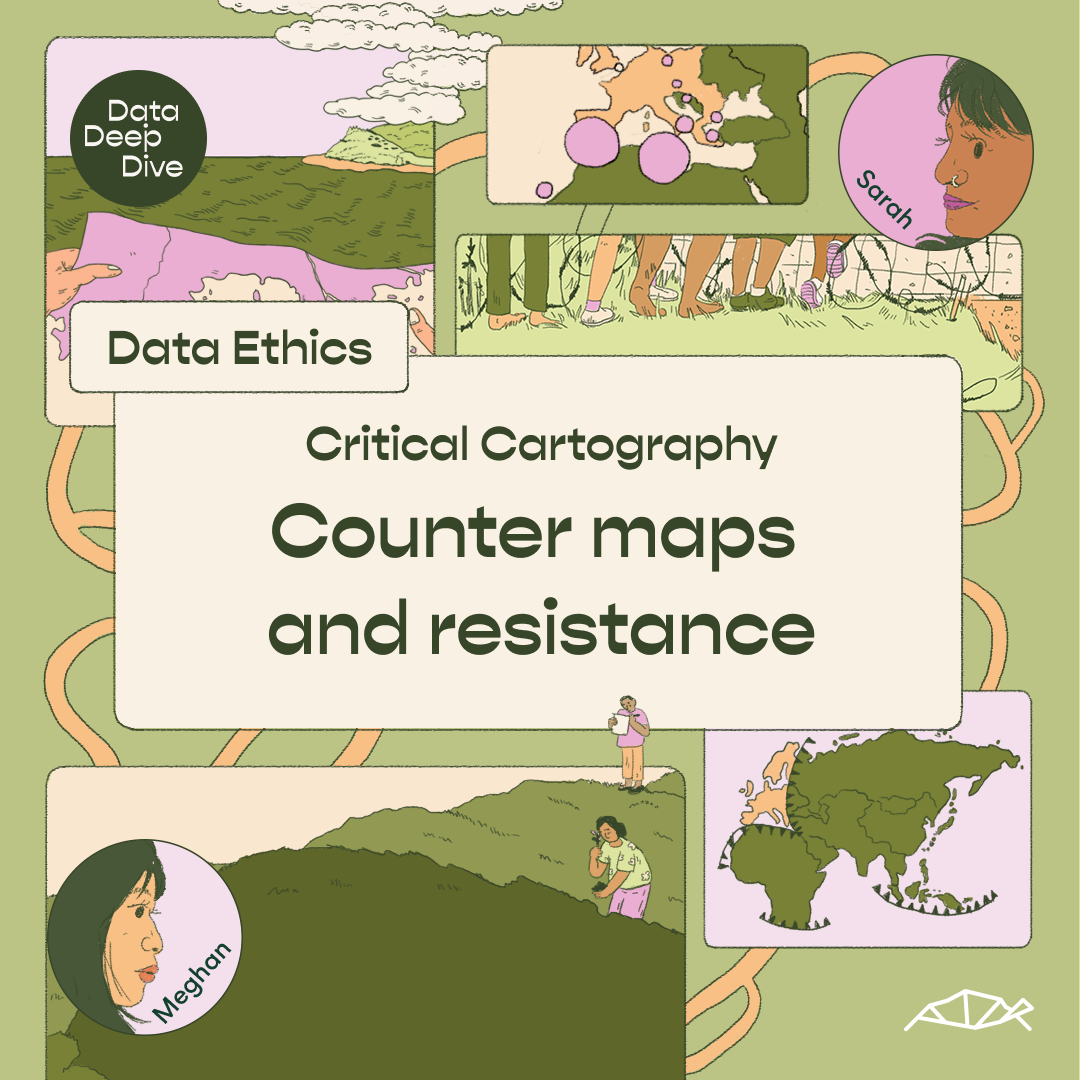 Data
Deep
Dive
Sarah
Data Ethics
Critical Cartography
Counter maps
and resistance
Meghan